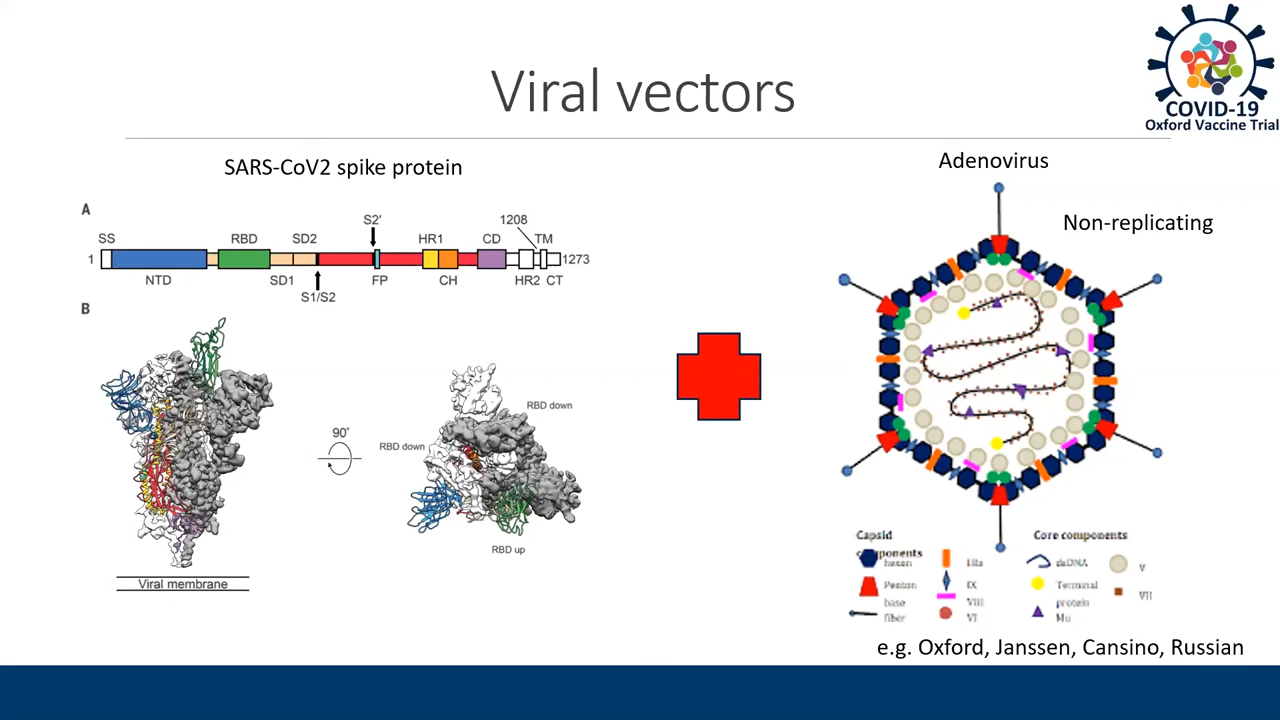 Viral vectors
COVID-19
Oxford Vaccine Trial
SARS-CoV2 spike protein
A
S2′
1208
SS
RBD
SD2
HR1
CD
TM
1
1273
NTD
SD1
FP
CH
HR2
CT
S1/S2
B
90°
RBD down
RBD down
RBD up
Viral membrane
Adenovirus
Non-replicating
Capsid
components
Core components
hexon
IIIa
dsDNA
V
Penton
base
IX
Terminal
protein
VII
VIII
fiber
VI
Mu
e.g. Oxford, Janssen, Cansino, Russian